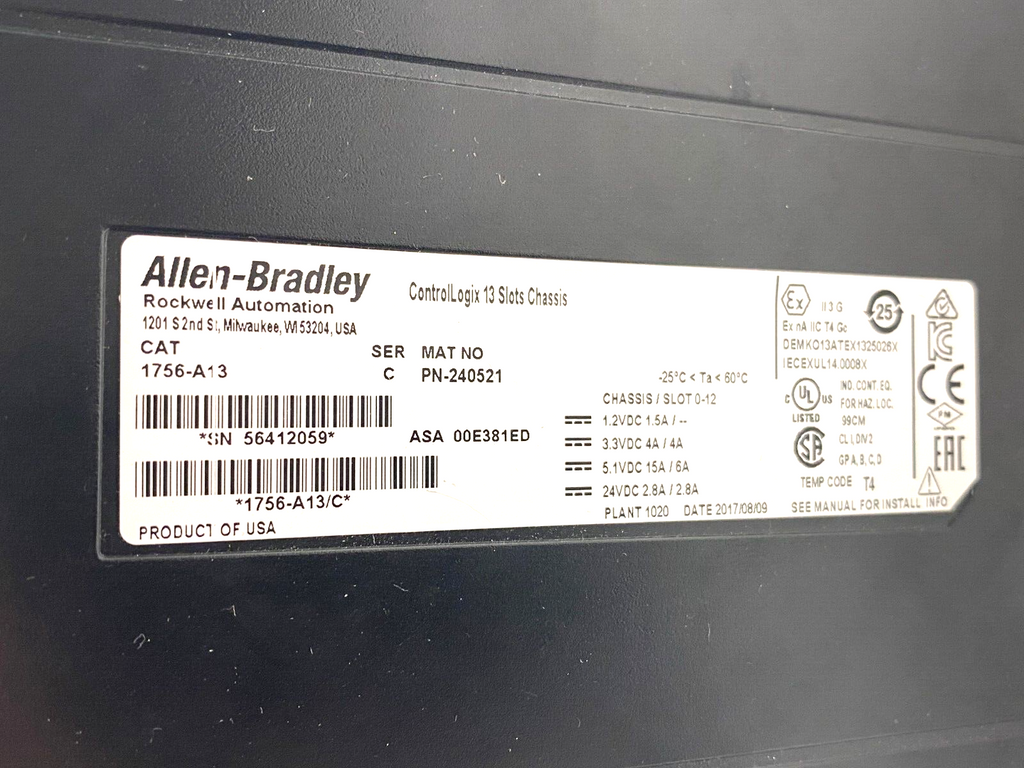 Allen-Bradley
Rockwell Automation
1201 S 2nd St, Milwaukee, WI 53204, USA
ControlLogix 13 Slots Chassis
CAT SER MAT NO
1756-A13 C PN-240521
*SN 56412059*
ASA 00E381ED
*1756-A13/C*
PRODUCT OF USA
-25°C < Ta < 60°C
CHASSIS / SLOT 0-12
1.2VDC 1.5A / --
3.3VDC 4A / 4A
5.1VDC 15A / 6A
24VDC 2.8A / 2.8A
PLANT 1020 DATE 2017/08/09
Ex II 3 G
Ex nA IIC T4 Gc
DEMKO13ATEX1325026X
IECEXUL14.0008X
25
C UL US
LISTED
IND. CONT. EQ.
FOR HAZ. LOC.
99CM
SA
CL I, DIV 2
GP A, B, C, D
TEMP CODE T4
SEE MANUAL FOR INSTALL INFO
CE
FM
EAC